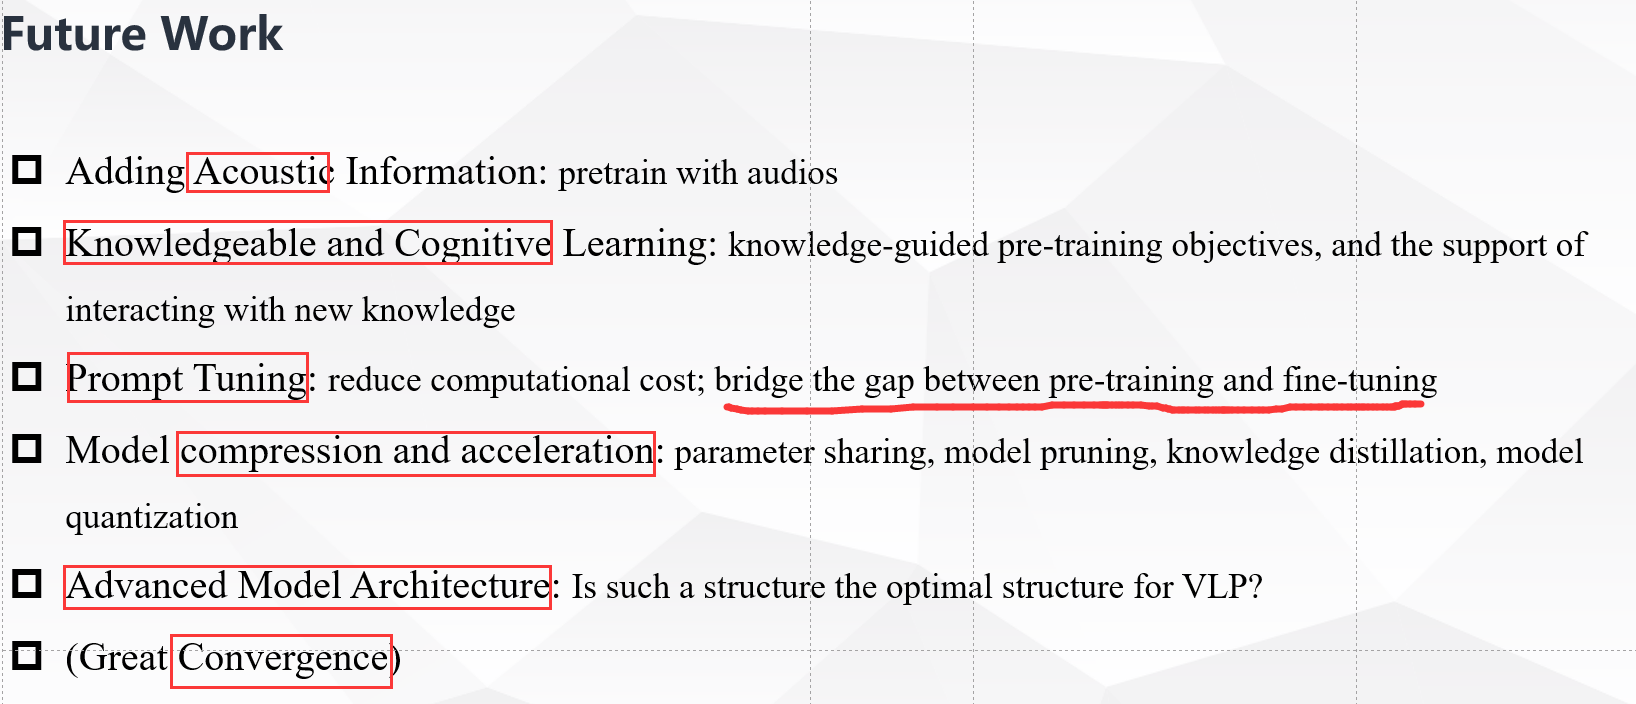 Future Work
Adding Acoustic Information: pretrain with audios
Knowledgeable and Cognitive Learning: knowledge-guided pre-training objectives, and the support of
interacting with new knowledge
Prompt Tuning: reduce computational cost; bridge the gap between pre-training and fine-tuning
Model compression and acceleration: parameter sharing, model pruning, knowledge distillation, model
quantization
Advanced Model Architecture: Is such a structure the optimal structure for VLP?
(Great Convergence)